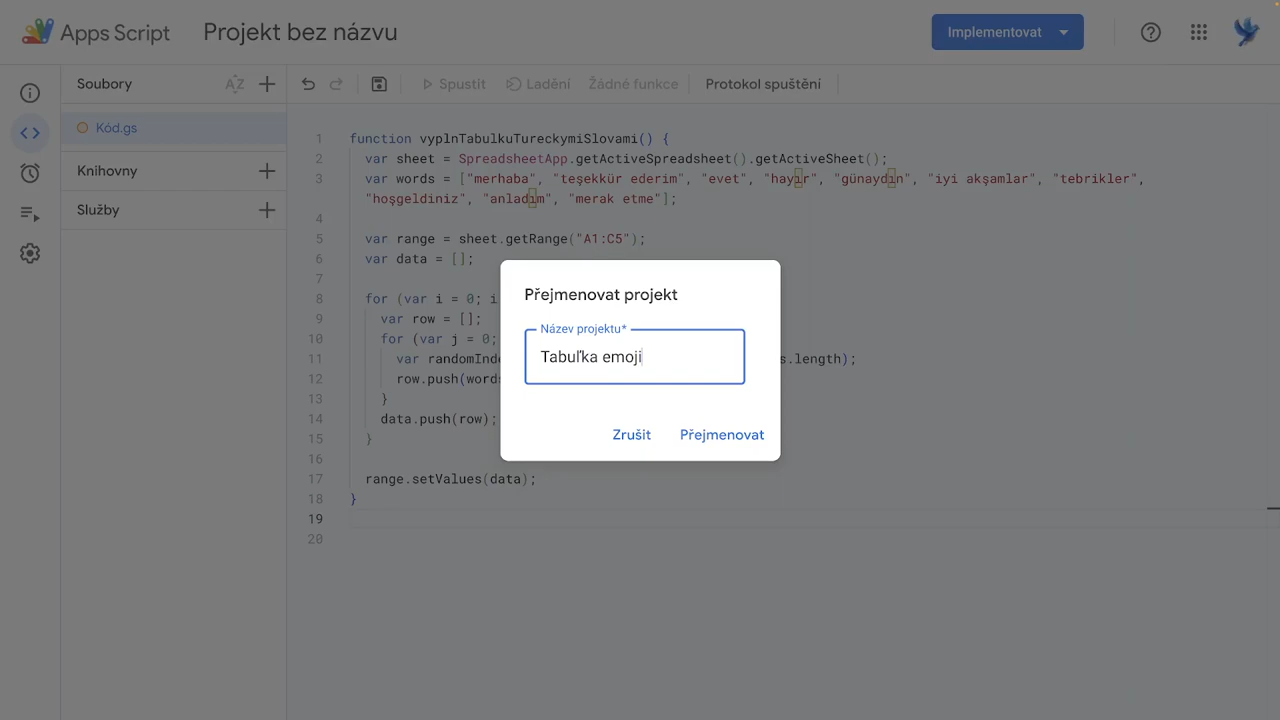 Apps Script
Projekt bez názvu
Implementovat
Soubory
Kód.gs
Knihovny
Služby
Spustit
Ladění
Žádné funkce
Protokol spuštění
1 function vyplnTabulkuTureckymiSlovami() {
2 var sheet = SpreadsheetApp.getActiveSpreadsheet().getActiveSheet();
3 var words = ["merhaba", "teşekkür ederim", "evet", "hayır", "günaydın", "iyi akşamlar", "tebrikler",
"hoşgeldiniz", "anladım", "merak etme"];
4
5 var range = sheet.getRange("A1:C5");
6 var data = [];
7
8 for (var i = 0; i
9 var row = [];
10 for (var j = 0;
11 var randomInde s.length);
12 row.push(words
13 }
14 data.push(row);
15 }
16
17 range.setValues(data);
18 }
19
20
Přejmenovat projekt
Název projektu*
Tabuľka emoji
Zrušit
Přejmenovat